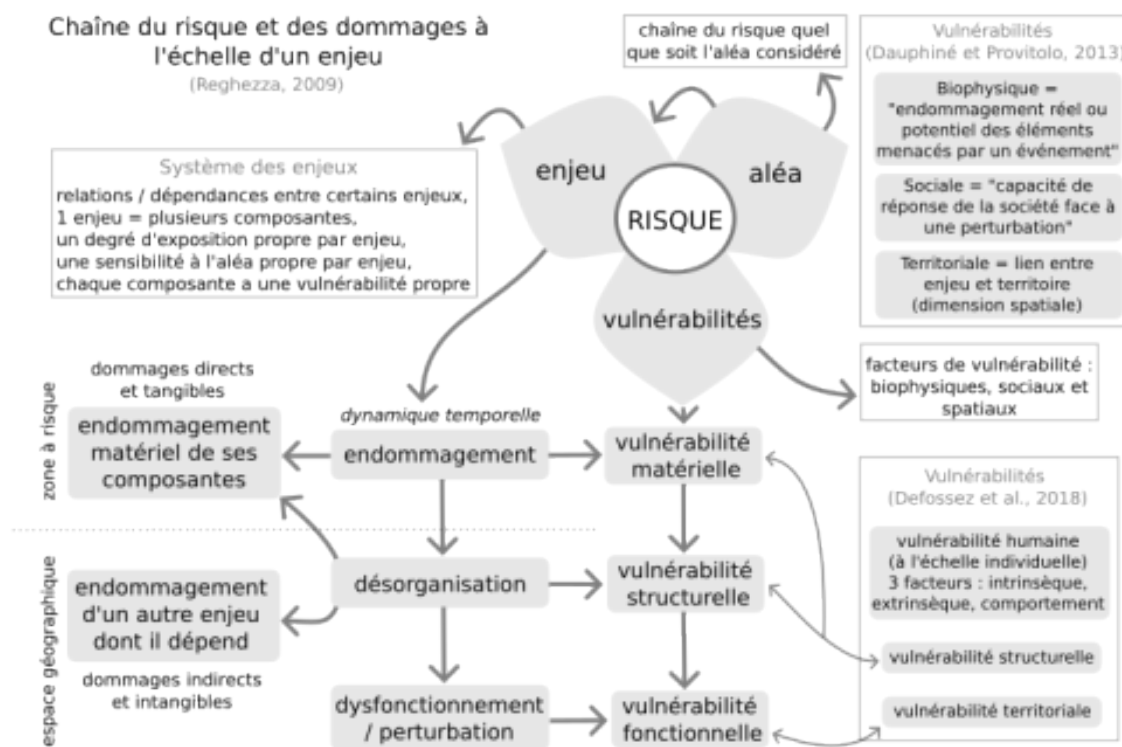 Chaîne du risque et des dommages à
l'échelle d'un enjeu
(Reghezza, 2009)
chaîne du risque quel
que soit l'aléa considéré
Vulnérabilités
(Dauphiné et Provitolo, 2013)
Biophysique =
"endommagement réel ou
potentiel des éléments
menacés par un événement"
Sociale = "capacité de
réponse de la société face à
une perturbation"
Territoriale = lien entre
enjeu et territoire
(dimension spatiale)
Système des enjeux
relations / dépendances entre certains enjeux,
1 enjeu = plusieurs composantes,
un degré d'exposition propre par enjeu,
une sensibilité à l'aléa propre par enjeu,
chaque composante a une vulnérabilité propre
enjeu
aléa
RISQUE
vulnérabilités
facteurs de vulnérabilité :
biophysiques, sociaux et
spatiaux
zone à risque
dommages directs
et tangibles
endommagement
matériel de ses
composantes
dynamique temporelle
endommagement
vulnérabilité
matérielle
Vulnérabilités
(Defossez et al., 2018)
vulnérabilité humaine
(à l'échelle individuelle)
3 facteurs : intrinsèque,
extrinsèque, comportement
vulnérabilité structurelle
vulnérabilité territoriale
espace géographique
endommagement
d'un autre enjeu
dont il dépend
dommages indirects
et intangibles
désorganisation
vulnérabilité
structurelle
dysfonctionnement
/ perturbation
vulnérabilité
fonctionnelle